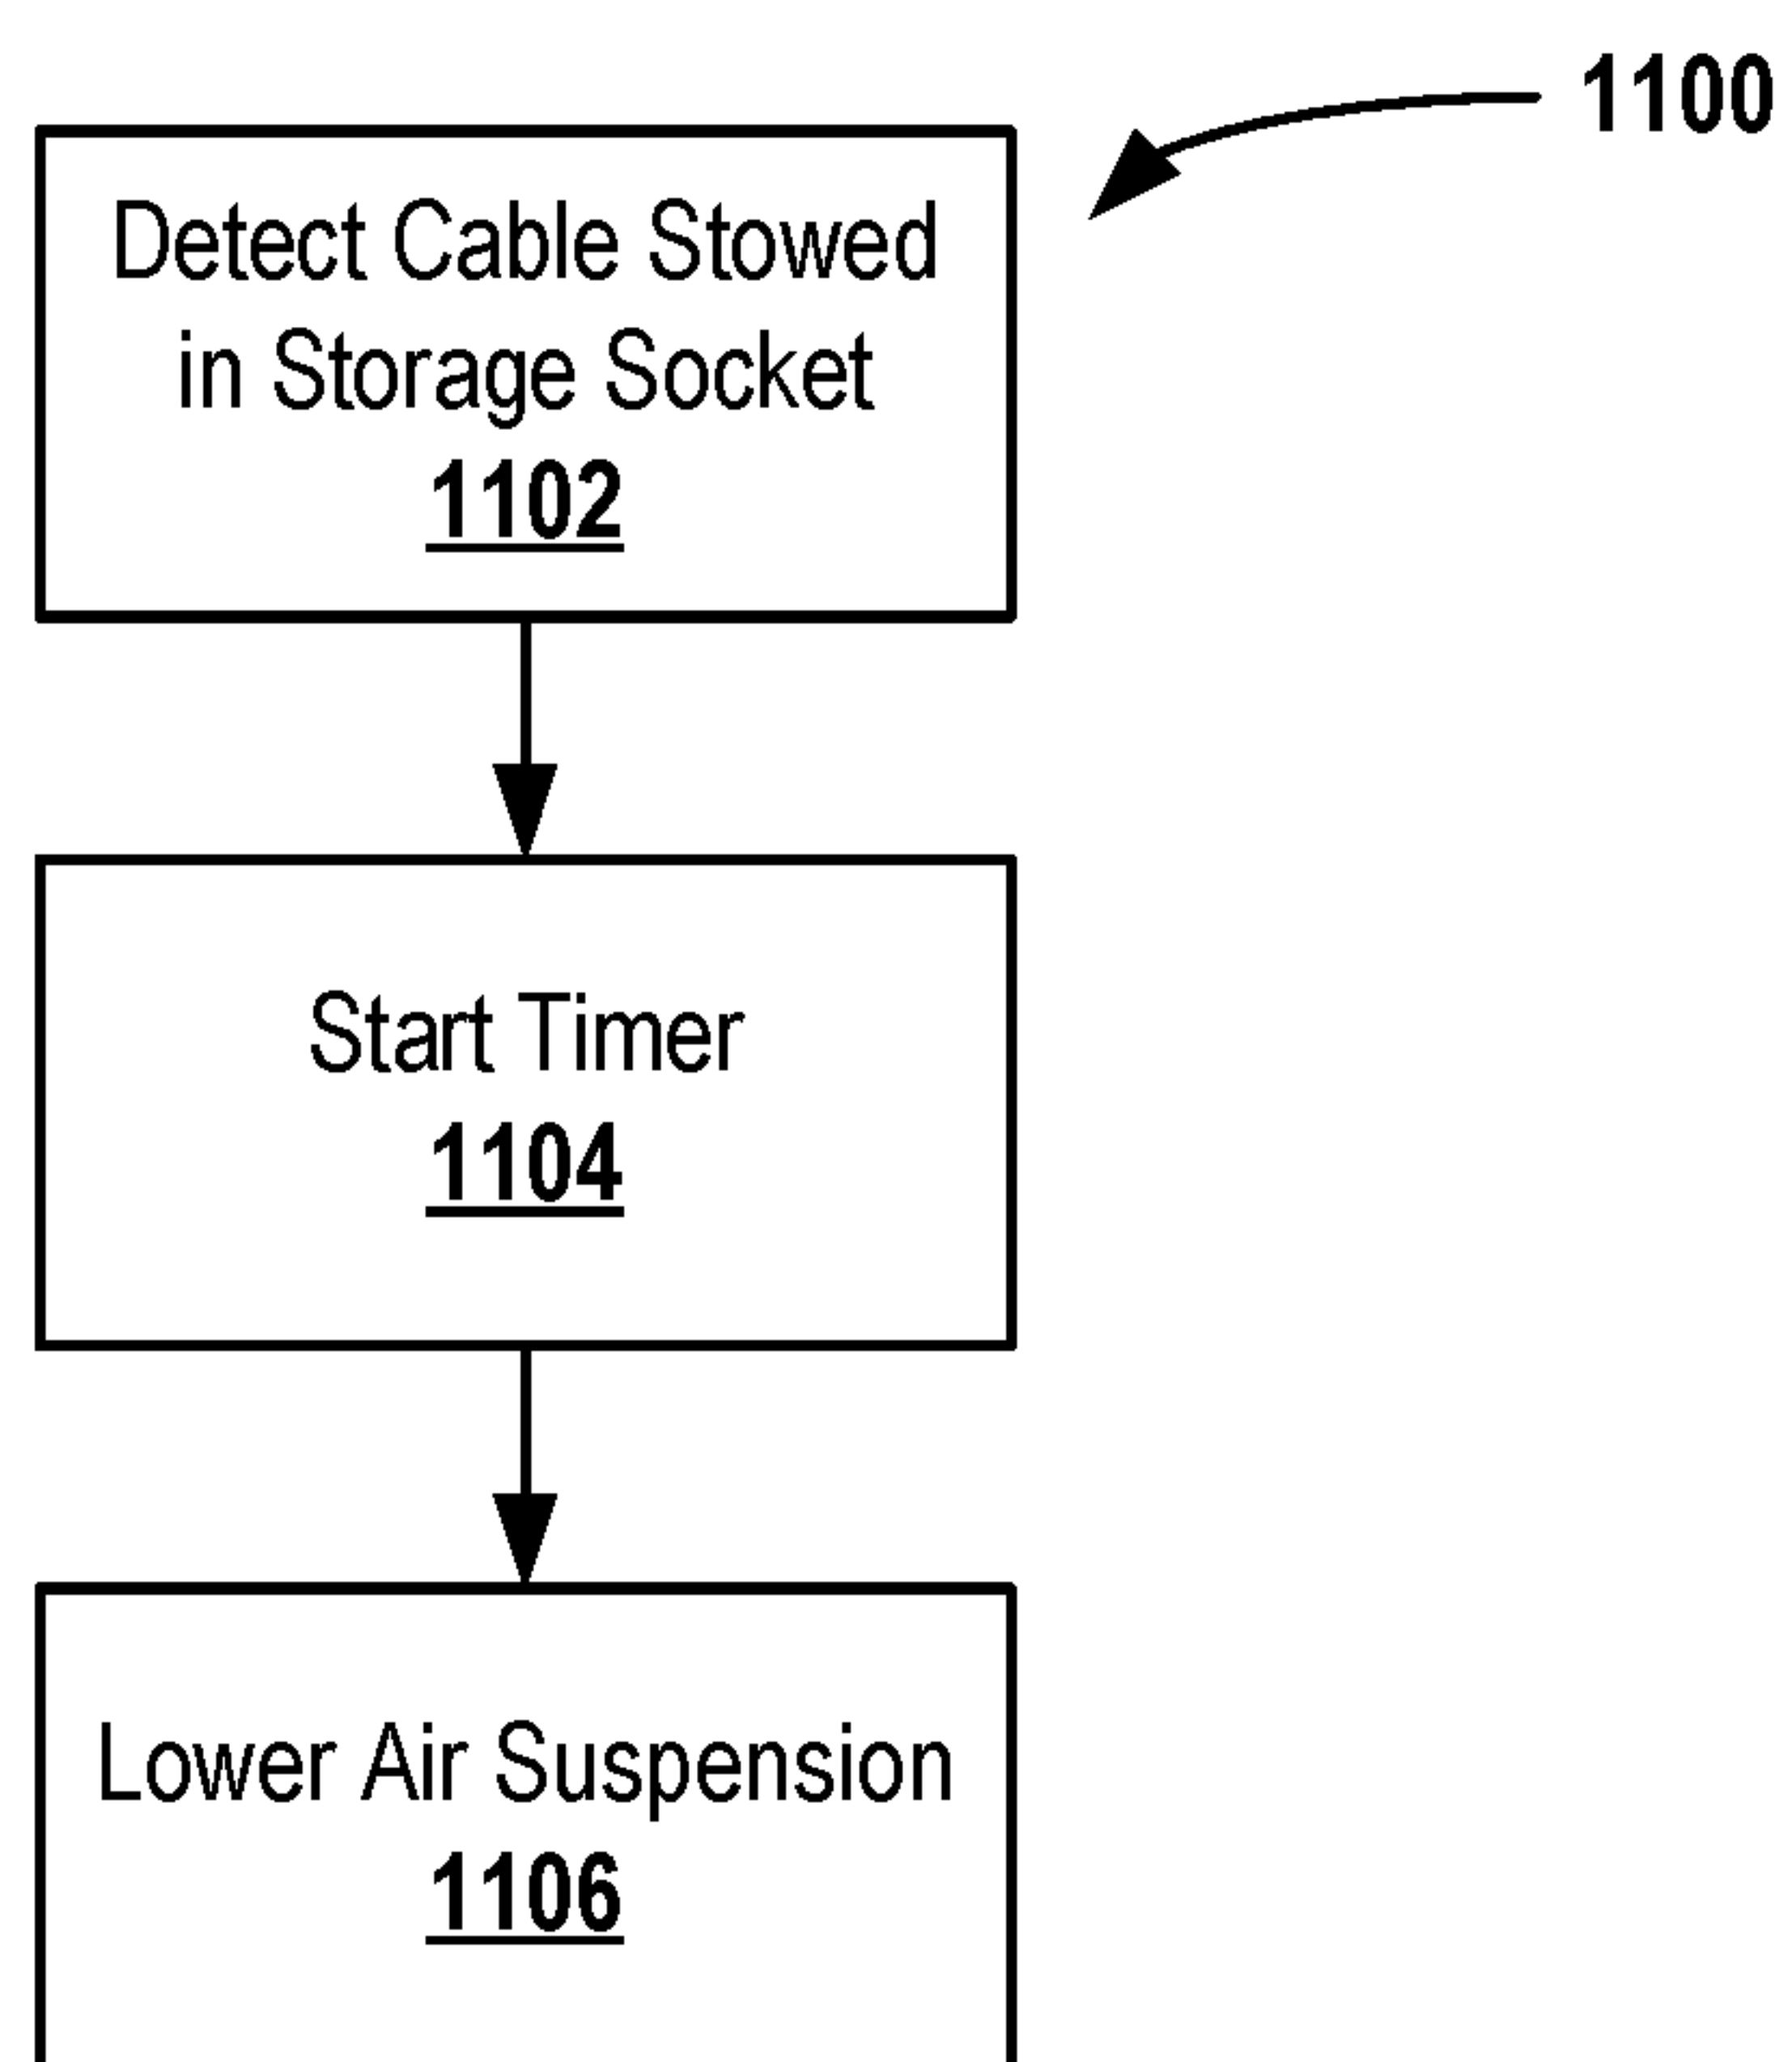 1100
Detect Cable Stowed
in Storage Socket
1102
Start Timer
1104
Lower Air Suspension
1106